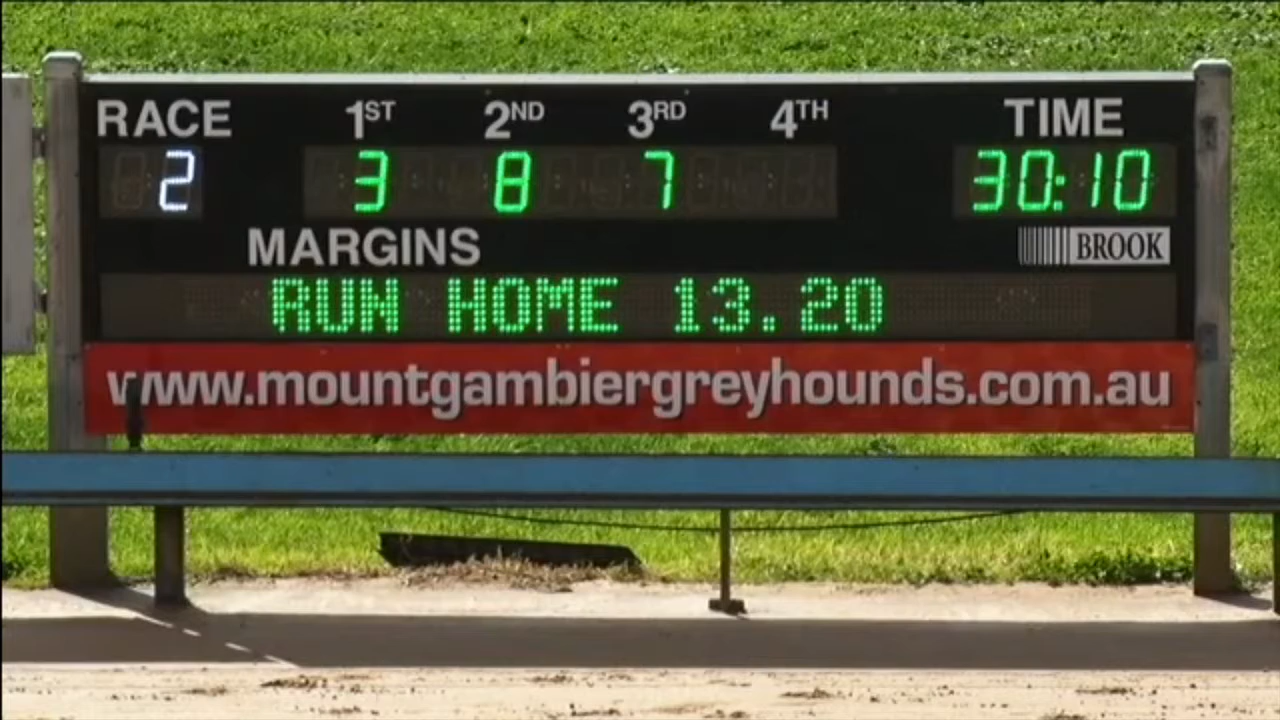 RACE 1ST 2ND 3RD 4TH TIME
2 3 8 7 30:10
MARGINS BROOK
RUN HOME 13.20
www.mountgambiergreyhounds.com.au